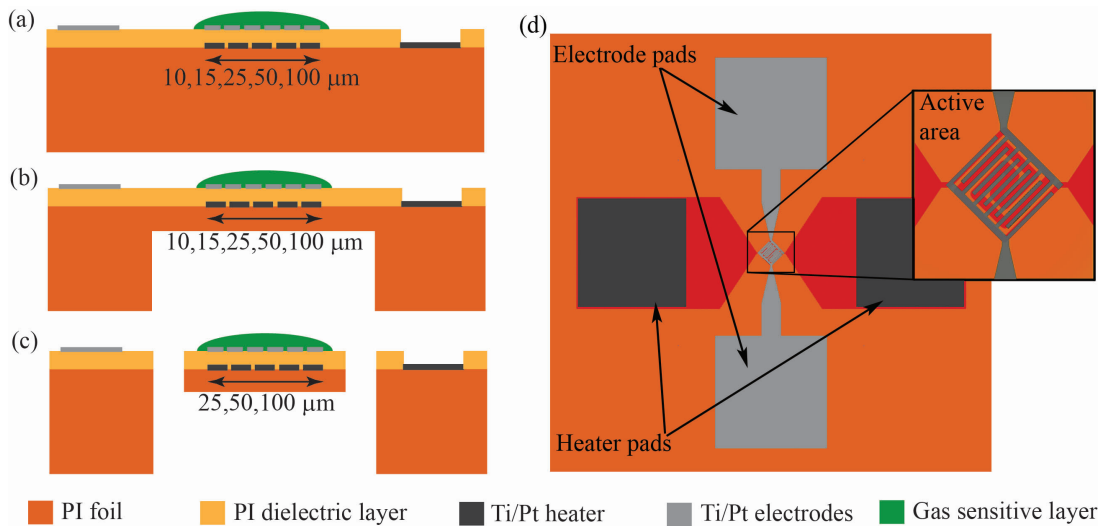 (a)
10,15,25,50,100 μm
(b)
10,15,25,50,100 μm
(c)
25,50,100 μm
(d)
Electrode pads
Active
area
Heater pads
PI foil
PI dielectric layer
Ti/Pt heater
Ti/Pt electrodes
Gas sensitive layer